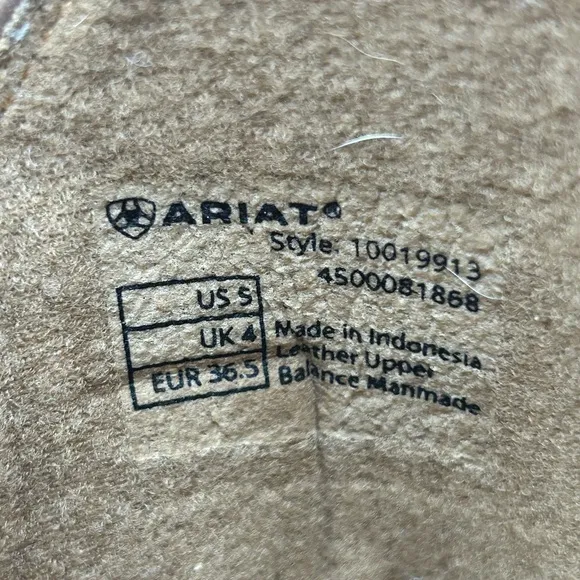 ARIAT®
Style: 10019913
4500081868
US 5
UK 4
EUR 36.5
Made in Indonesia
Leather Upper
Balance Manmade